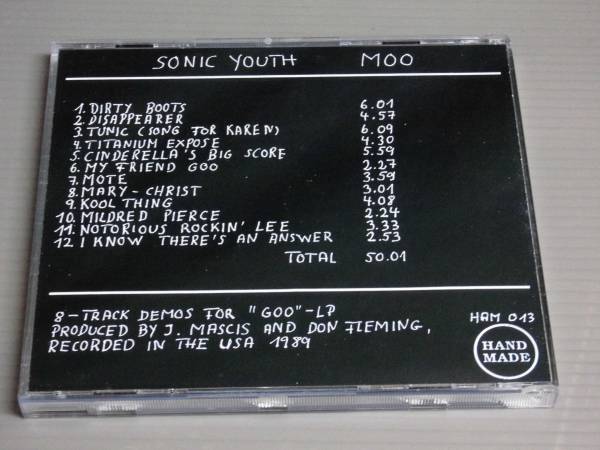 SONIC YOUTH MOO
1. DIRTY BOOTS 6.01
2. DISAPPEARER 4.57
3. TUNIC (SONG FOR KAREN) 6.09
4. TITANIUM EXPOSE 4.30
5. CINDERELLA'S BIG SCORE 5.59
6. MY FRIEND GOO 2.27
7. MOTE 3.59
8. MARY-CHRIST 3.01
9. KOOL THING 4.08
10. MILDRED PIERCE 2.24
11. NOTORIOUS ROCKIN' LEE 3.33
12 I KNOW THERE'S AN ANSWER 2.53
TOTAL 50.01
8-TRACK DEMOS FOR "GOO"-LP
PRODUCED BY J. MASCIS AND DON FLEMING,
RECORDED IN THE USA 1989
HAM 013
HAND
MADE